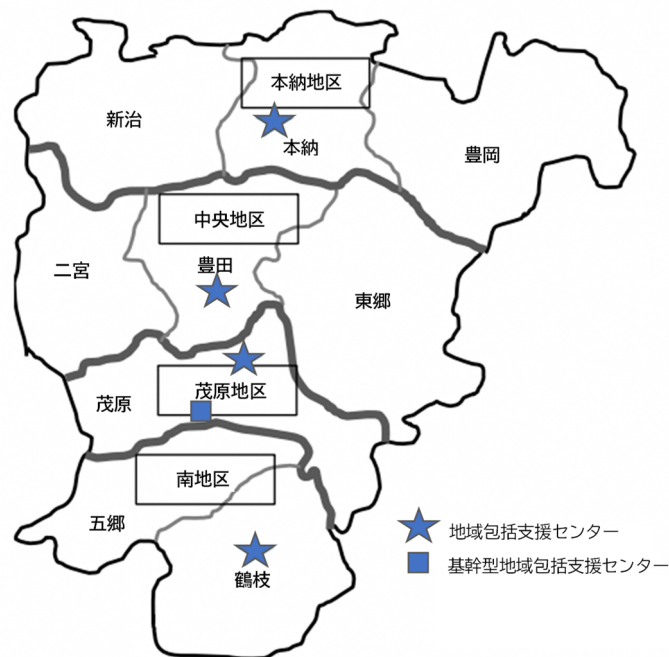 本納地区
新治
本納
豊岡
中央地区
豊田
二宮
東郷
茂原地区
茂原
南地区
五郷
鶴枝
地域包括支援センター
基幹型地域包括支援センター